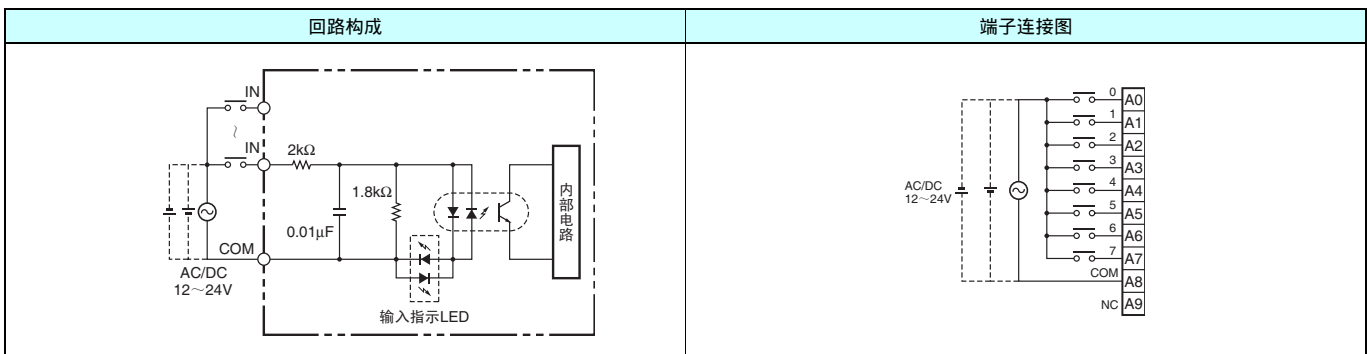 回路构成
端子连接图
IN
IN
2kΩ
1.8kΩ
0.01μF
COM
AC/DC
12～24V
内部电路
输入指示LED
AC/DC
12～24V
0 A0
1 A1
2 A2
3 A3
4 A4
5 A5
6 A6
7 A7
COM A8
NC A9